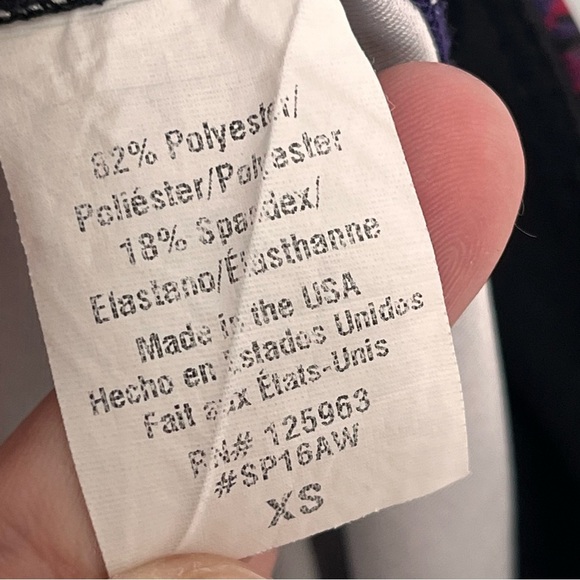 82% Polyester/
Poliéster/Polyester
18% Spandex/
Elastano/Élasthanne
Made in the USA
Hecho en Estados Unidos
Fait aux États-Unis
RN# 125963
#SP16AW
XS